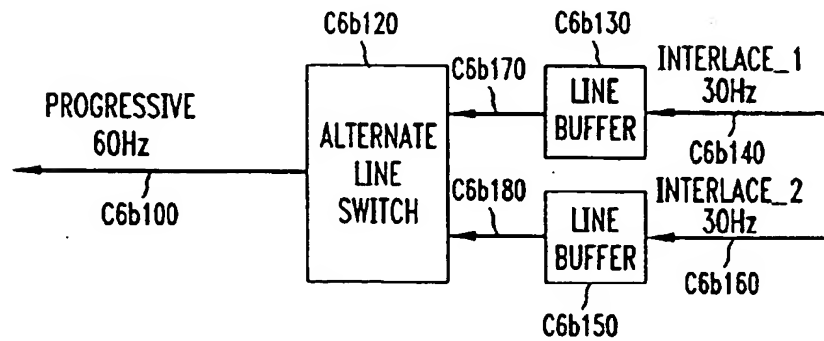 C6b120
C6b130
C6b170
INTERLACE_1
30Hz
LINE
BUFFER
C6b140
PROGRESSIVE
60Hz
C6b100
ALTERNATE
LINE
SWITCH
C6b180
INTERLACE_2
30Hz
LINE
BUFFER
C6b160
C6b150